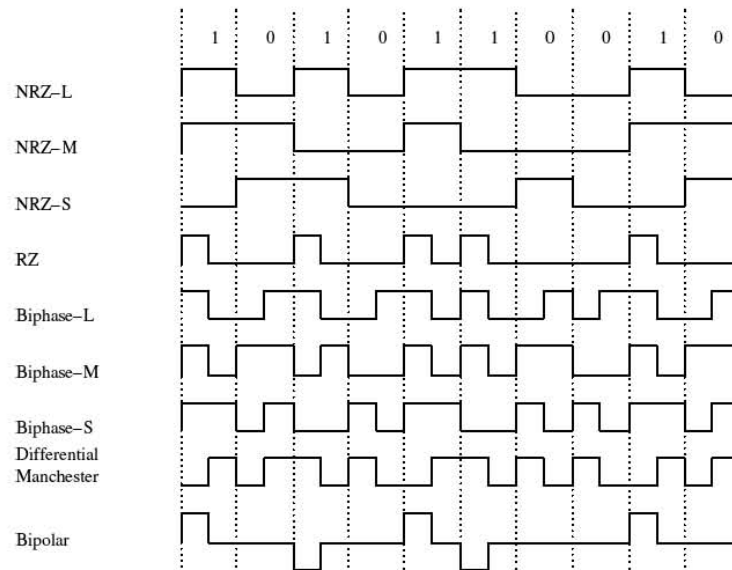 1 0 1 0 1 1 0 0 1 0
NRZ-L
NRZ-M
NRZ-S
RZ
Biphase-L
Biphase-M
Biphase-S
Differential
Manchester
Bipolar